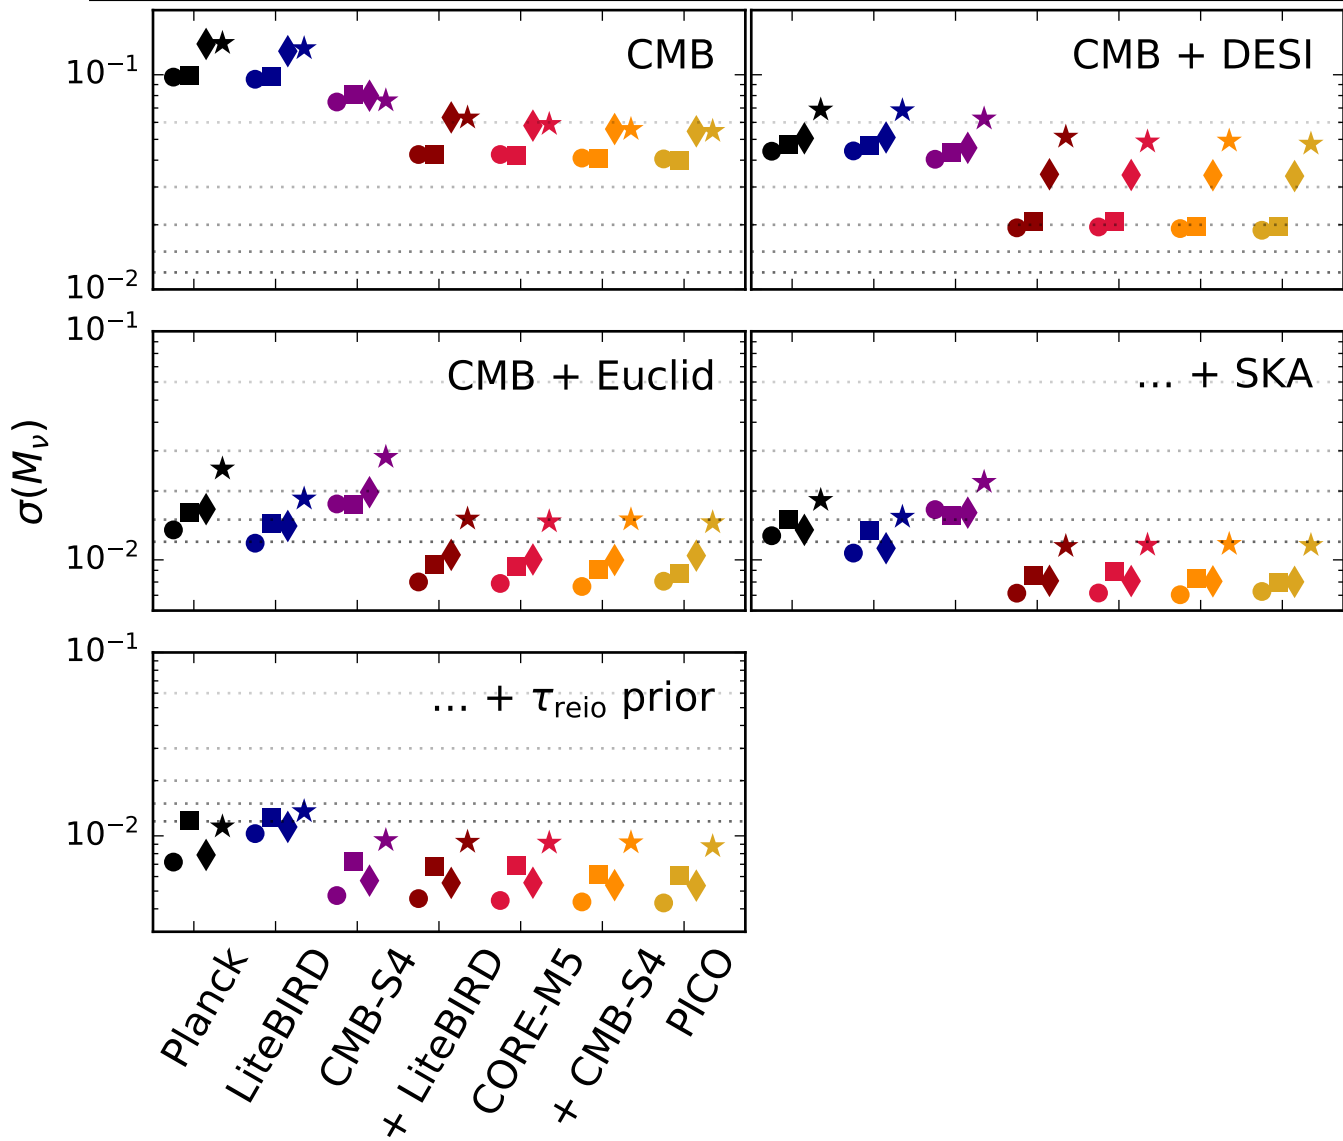 CMB
CMB + DESI
10⁻¹
10⁻²
CMB + Euclid
... + SKA
10⁻¹
10⁻²
σ(Mᵥ)
... + τ_reio prior
10⁻¹
10⁻²
Planck
LiteBIRD
CMB-S4
+ LiteBIRD
CORE-M5
+ CMB-S4
PICO